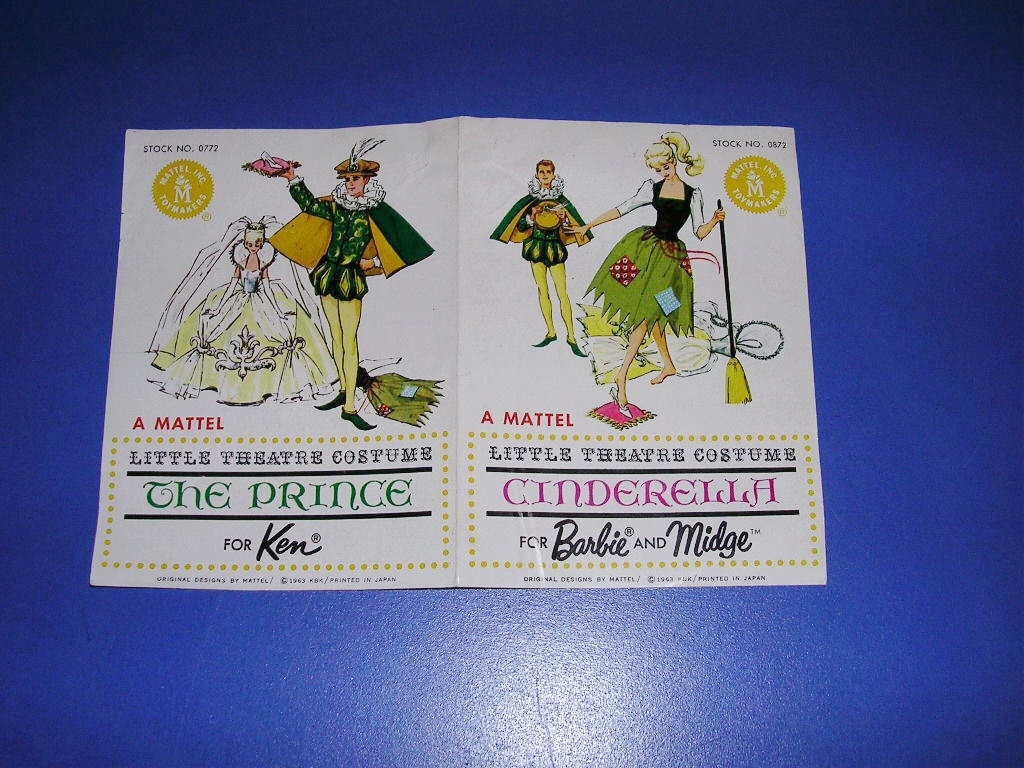 STOCK NO. 0772
MATTEL, INC.
M
TOYMAKERS
®
A MATTEL
LITTLE THEATRE COSTUME
THE PRINCE
FOR Ken®
ORIGINAL DESIGNS BY MATTEL/ ©1963 KBK/PRINTED IN JAPAN
STOCK NO. 0872
MATTEL, INC.
M
TOYMAKERS
®
A MATTEL
LITTLE THEATRE COSTUME
CINDERELLA
FOR Barbie® AND Midge™
ORIGINAL DESIGNS BY MATTEL/ ©1963 KBK/PRINTED IN JAPAN